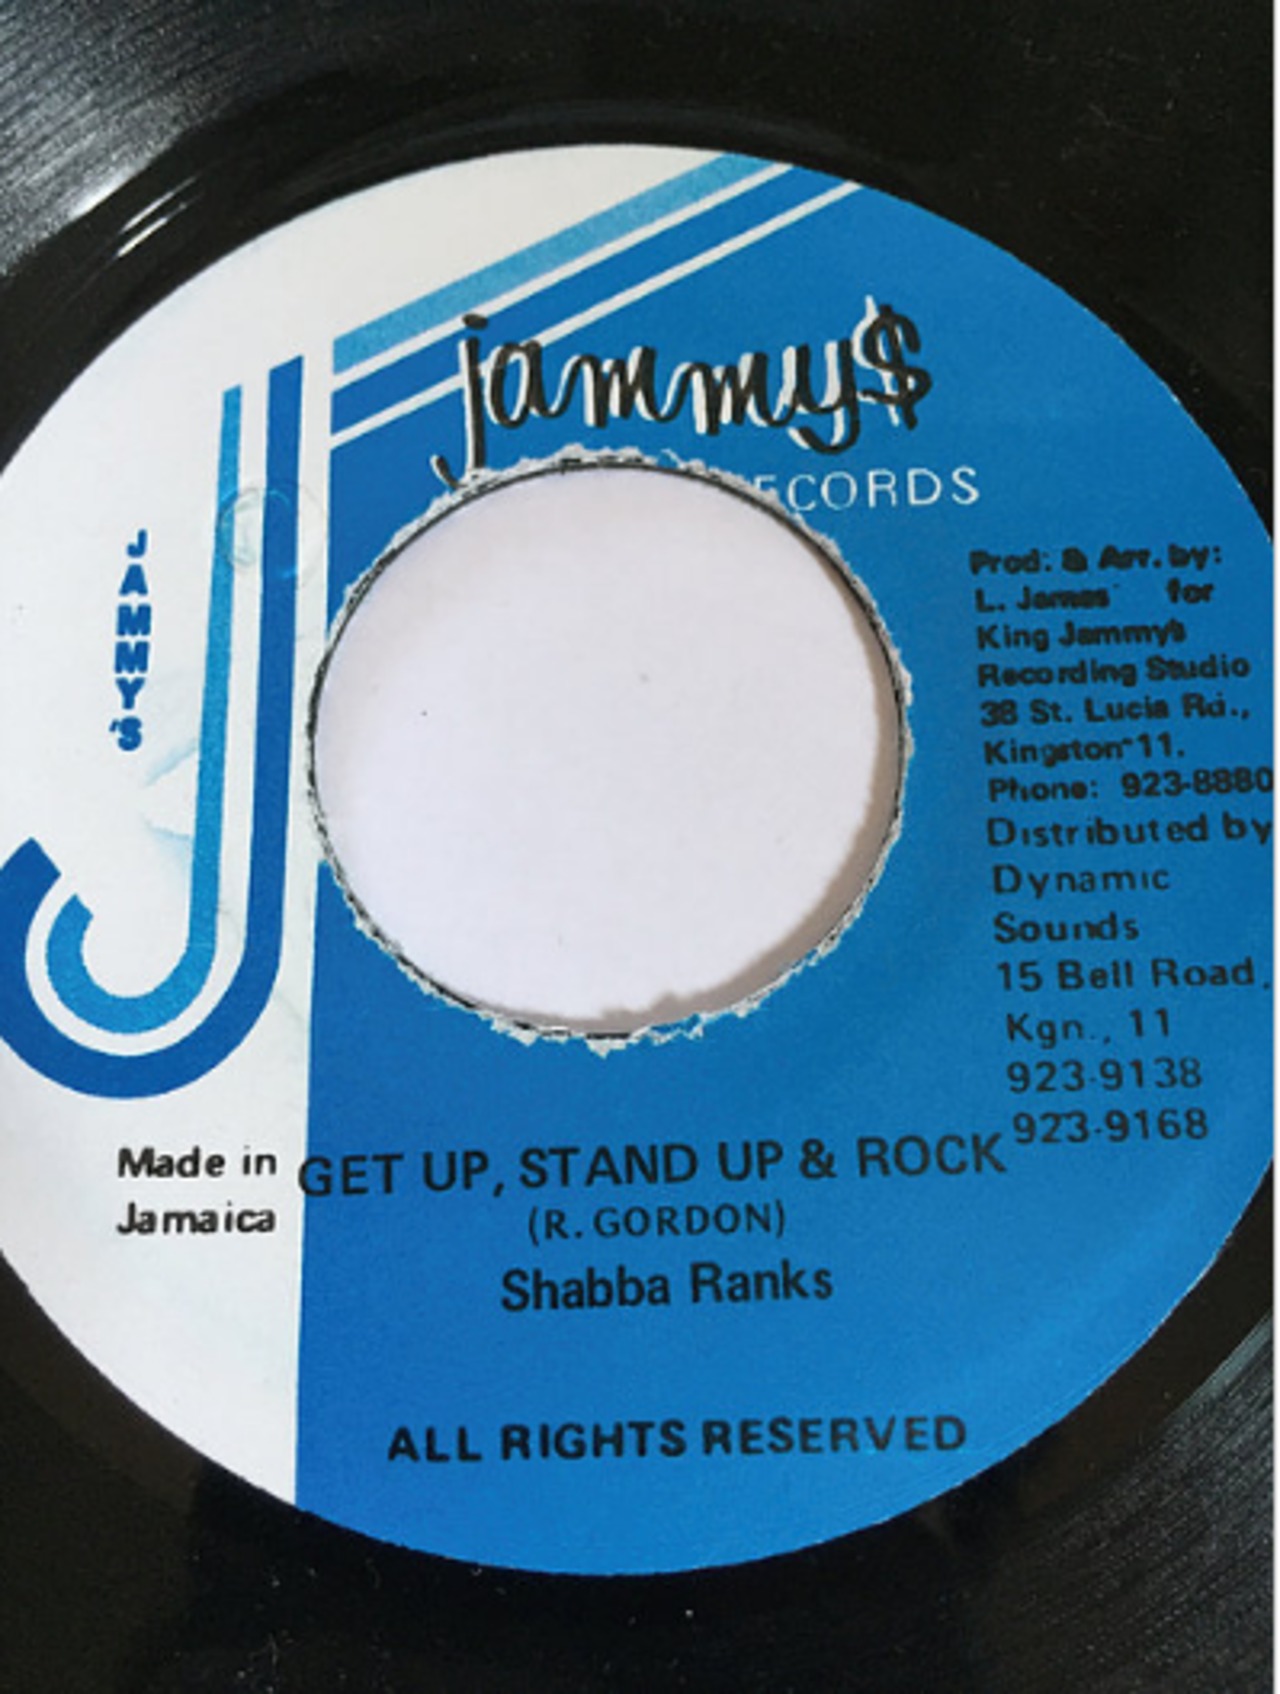 jammy$
ECORDS
JAMMY'S
Prod: & Arr. by:
L. James for
King Jammy's
Recording Studio
38 St. Lucia Rd.,
Kingston 11.
Phone: 923-8880
Distributed by
Dynamic
Sounds
15 Bell Road,
Kgn., 11
923-9138
923-9168
Made in
Jamaica
GET UP, STAND UP & ROCK
(R. GORDON)
Shabba Ranks
ALL RIGHTS RESERVED